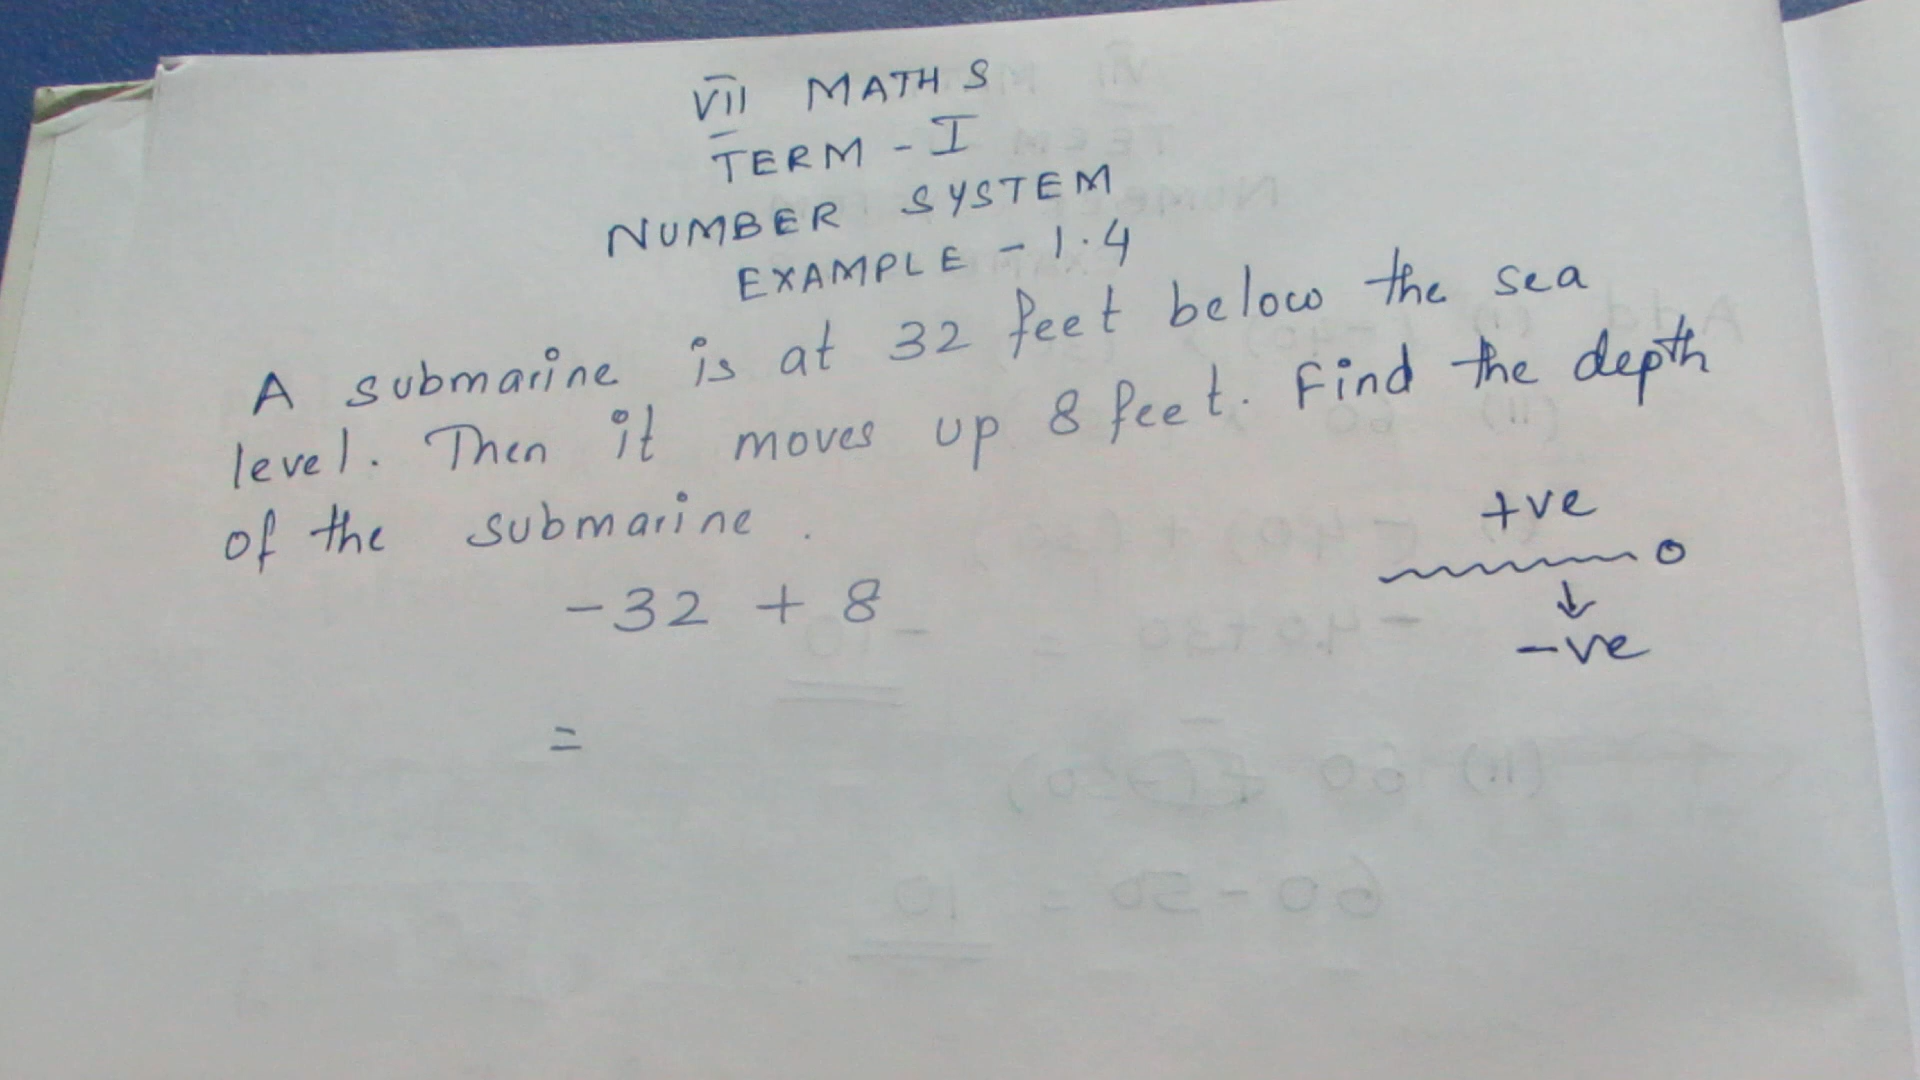 VII MATHS
TERM - I
NUMBER SYSTEM
EXAMPLE - 1.4
A submarine is at 32 feet below the sea
level. Then it moves up 8 feet. Find the depth
of the submarine.
+ve
0
-32 + 8
-ve
=